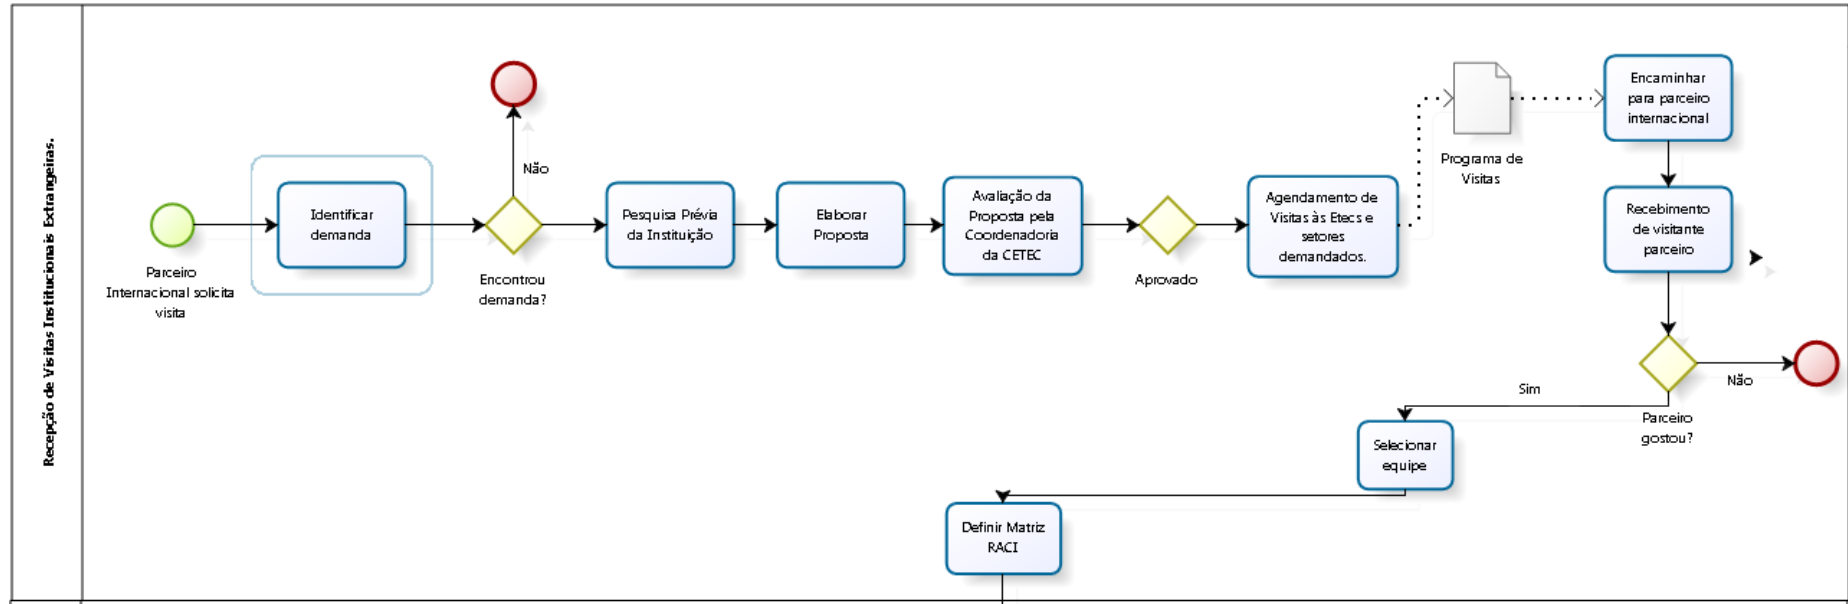 Recepção de Visitas Institucionais Extrangeiras.
Parceiro
Internacional solicita
visita
Identificar
demanda
Não
Encontrou
demanda?
Pesquisa Prévia
da Instituição
Elaborar
Proposta
Avaliação da
Proposta pela
Coordenadoria
da CETEC
Aprovado
Agendamento de
Visitas às Etecs e
setores
demandados.
Programa de
Visitas
Encaminhar
para parceiro
internacional
Recebimento
de visitante
parceiro
Não
Parceiro
gostou?
Sim
Selecionar
equipe
Definir Matriz
RACI